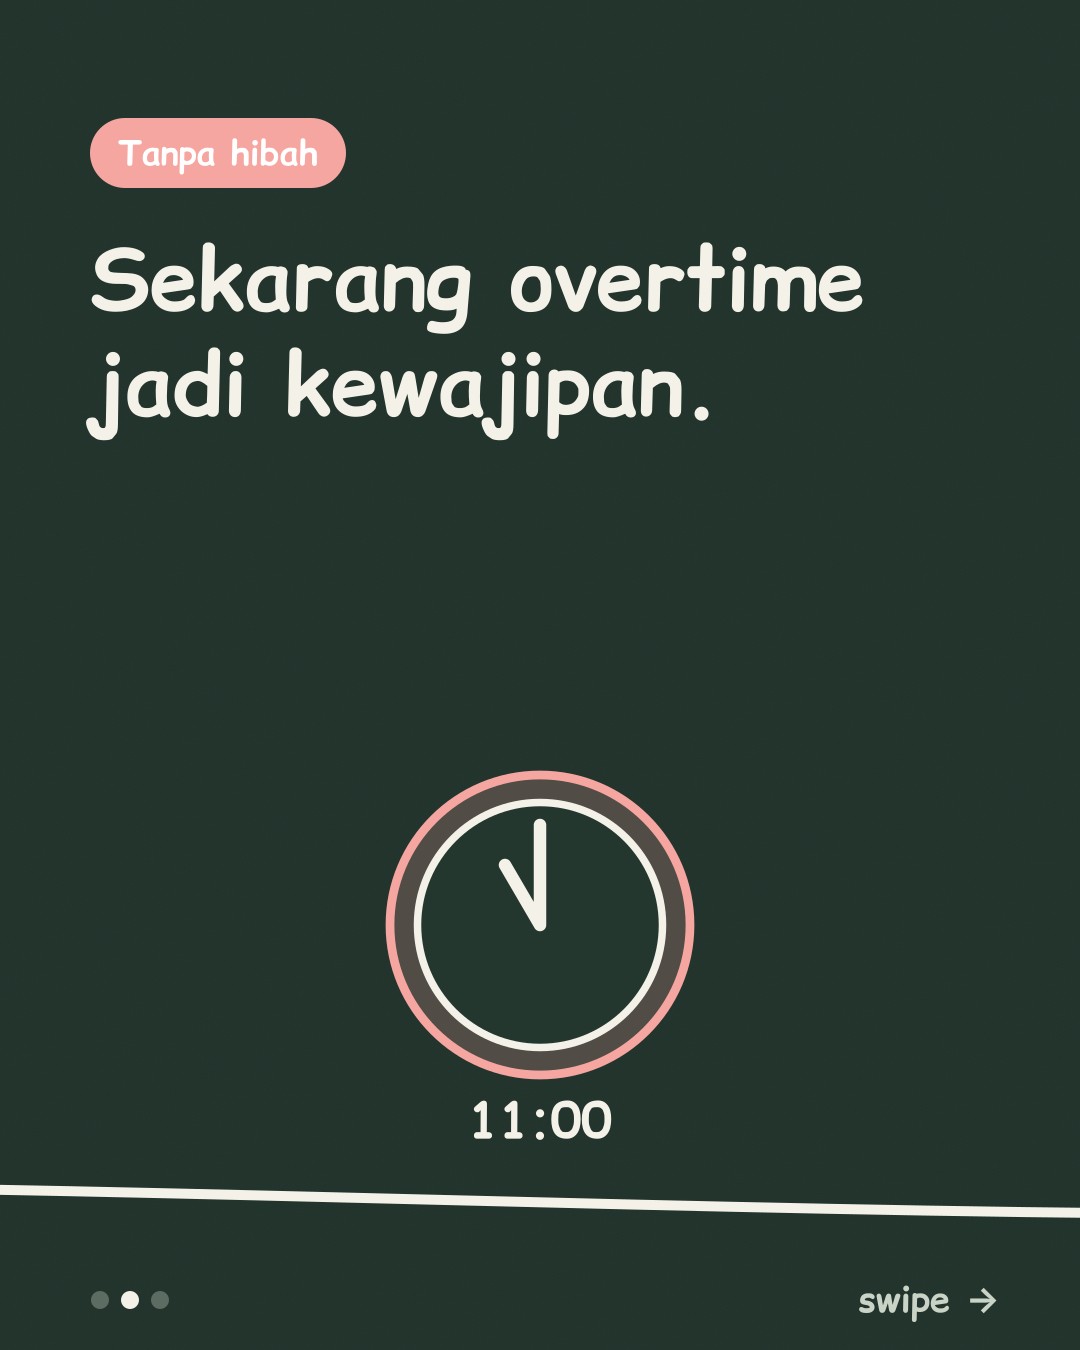 Tanpa hibah
Sekarang overtime
jadi kewajipan.
11:00
swipe →